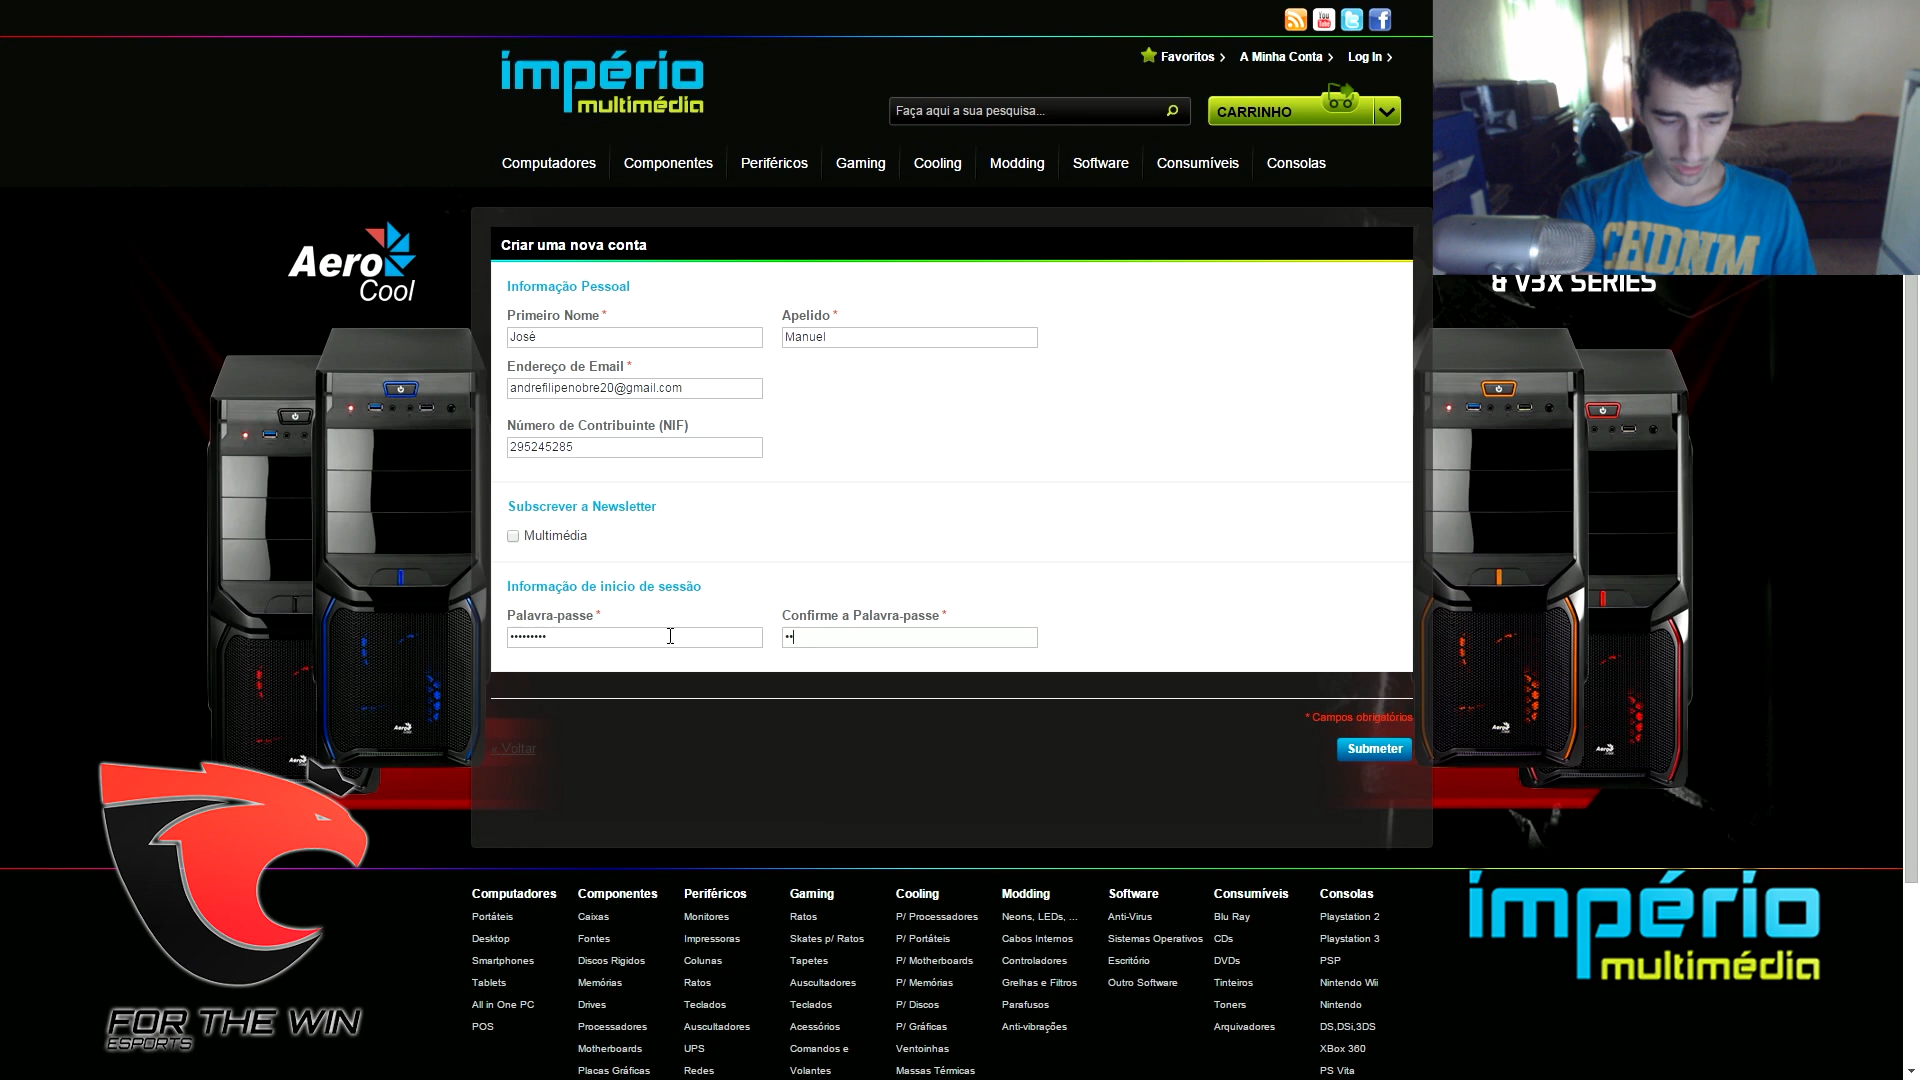 império
multimédia
Favoritos
A Minha Conta
Log In
Faça aqui a sua pesquisa...
CARRINHO
Computadores
Componentes
Periféricos
Gaming
Cooling
Modding
Software
Consumíveis
Consolas
Aero
Cool
CHDNM
& V3X SERIES
Criar uma nova conta
Informação Pessoal
Primeiro Nome *
Apelido *
José
Manuel
Endereço de Email *
andrefilipenobre20@gmail.com
Número de Contribuinte (NIF)
295245285
Subscrever a Newsletter
Multimédia
Informação de inicio de sessão
Palavra-passe *
Confirme a Palavra-passe *
* Campos obrigatórios
« Voltar
Submeter
FOR THE WIN
ESPORTS
Computadores
Portáteis
Desktop
Smartphones
Tablets
All in One PC
POS
Componentes
Caixas
Fontes
Discos Rigidos
Memórias
Drives
Processadores
Motherboards
Placas Gráficas
Periféricos
Monitores
Impressoras
Colunas
Ratos
Teclados
Auscultadores
UPS
Redes
Gaming
Ratos
Skates p/ Ratos
Tapetes
Auscultadores
Teclados
Acessórios
Comandos e
Volantes
Cooling
P/ Processadores
P/ Portáteis
P/ Motherboards
P/ Memórias
P/ Discos
P/ Gráficas
Ventoinhas
Massas Térmicas
Modding
Neons, LEDs, ...
Cabos Internos
Controladores
Grelhas e Filtros
Parafusos
Anti-vibrações
Software
Anti-Virus
Sistemas Operativos
Escritório
Outro Software
Consumíveis
Blu Ray
CDs
DVDs
Tinteiros
Toners
Arquivadores
Consolas
Playstation 2
Playstation 3
PSP
Nintendo Wii
Nintendo
DS,DSi,3DS
XBox 360
PS Vita
império
multimédia